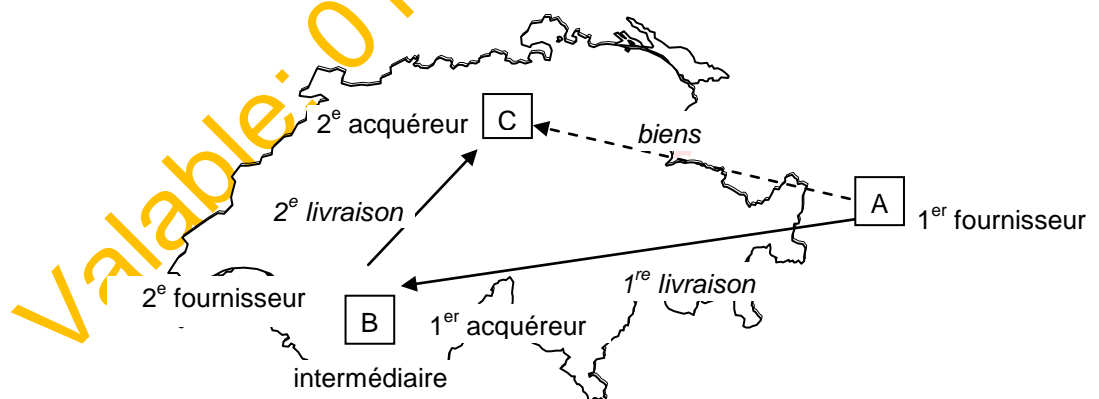 Valable: 0
2e acquéreur
C
biens
A
1er fournisseur
2e livraison
1re livraison
2e fournisseur
B
1er acquéreur
intermédiaire